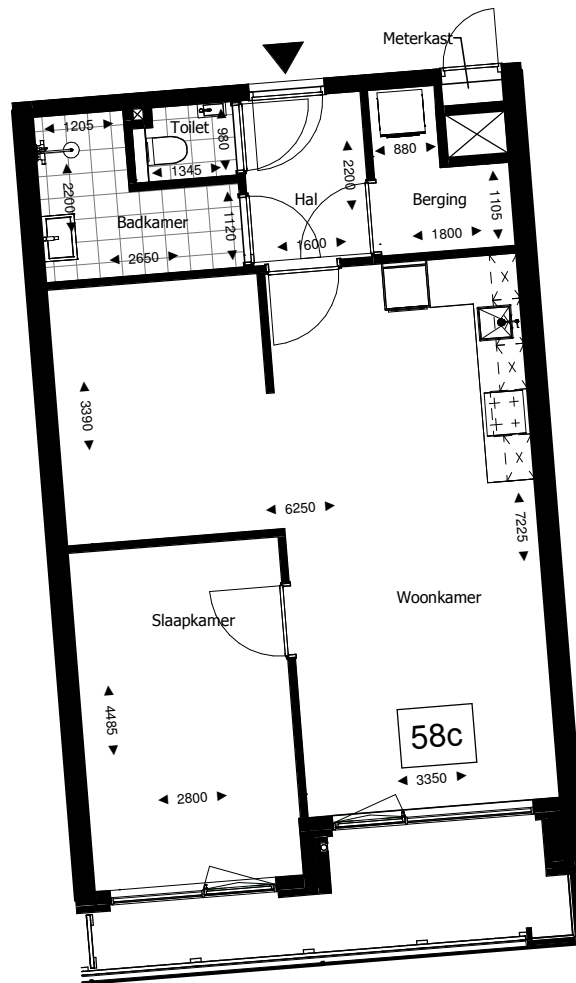 Meterkast
1205
Toilet
980
880
1345
2200
2200
Hal
Berging
1105
Badkamer
1120
1600
1800
2650
3390
6250
7225
Woonkamer
Slaapkamer
4485
58c
3350
2800